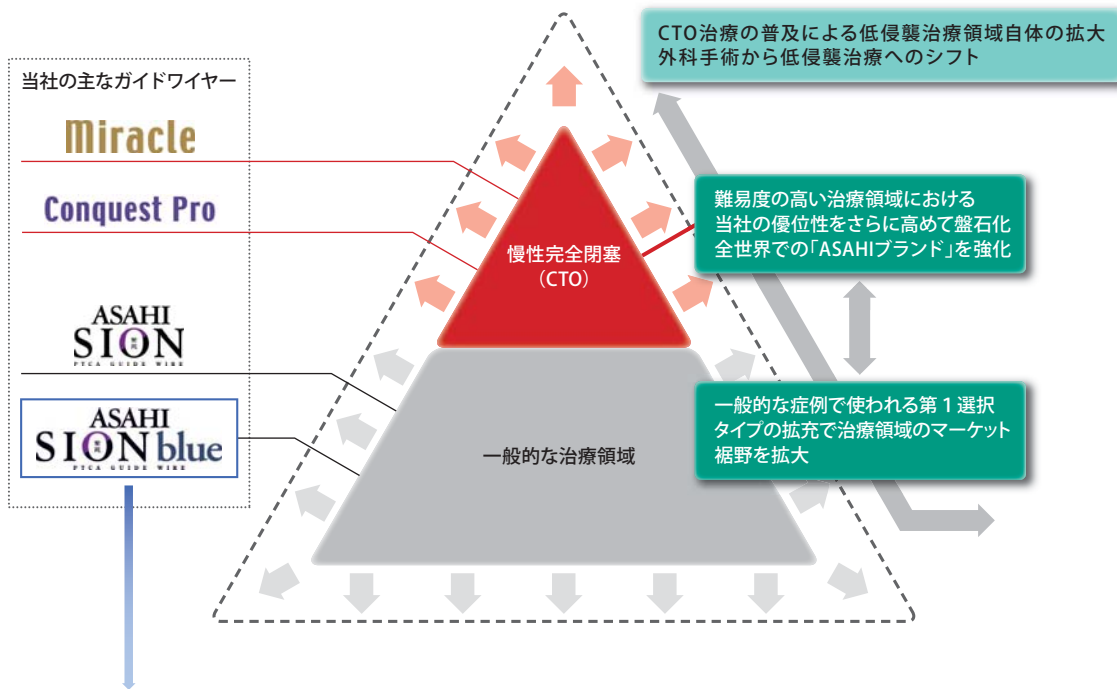 CTO治療の普及による低侵襲治療領域自体の拡大
外科手術から低侵襲治療へのシフト
当社の主なガイドワイヤー
Miracle
Conquest Pro
ASAHI
SION
PTCA GUIDE WIRE
ASAHI
SION blue
PTCA GUIDE WIRE
慢性完全閉塞
（CTO）
一般的な治療領域
難易度の高い治療領域における
当社の優位性をさらに高めて盤石化
全世界での「ASAHIブランド」を強化
一般的な症例で使われる第1選択
タイプの拡充で治療領域のマーケット
裾野を拡大